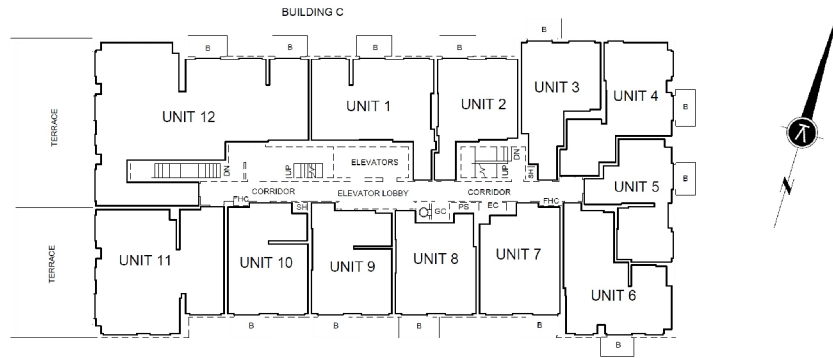 BUILDING C
B
B
B
B
B
TERRACE
UNIT 12
UNIT 1
UNIT 2
UNIT 3
UNIT 4
B
ELEVATORS
DN
UP
UP
DN
SH
CORRIDOR
ELEVATOR LOBBY
CORRIDOR
UNIT 5
B
FHC
SH
GC
PS
EC
FHC
TERRACE
UNIT 11
UNIT 10
UNIT 9
UNIT 8
UNIT 7
UNIT 6
B
B
B
B
B
N